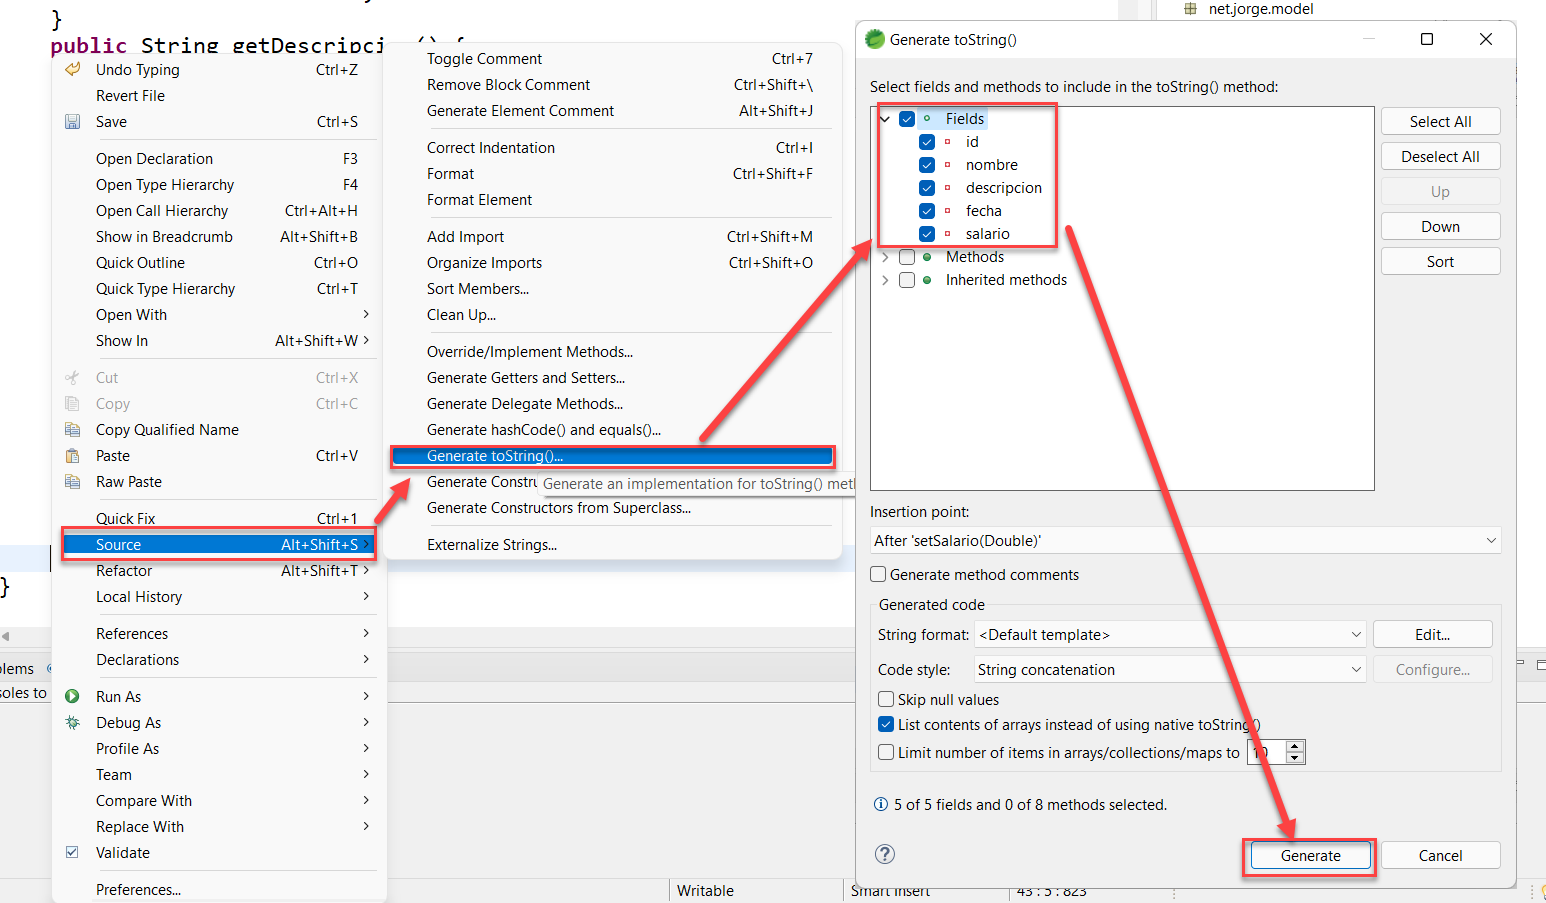 }
public String getDescripcion() {
}
Undo Typing Ctrl+Z
Revert File
Save Ctrl+S
Open Declaration F3
Open Type Hierarchy F4
Open Call Hierarchy Ctrl+Alt+H
Show in Breadcrumb Alt+Shift+B
Quick Outline Ctrl+O
Quick Type Hierarchy Ctrl+T
Open With
Show In Alt+Shift+W
Cut Ctrl+X
Copy Ctrl+C
Copy Qualified Name
Paste Ctrl+V
Raw Paste
Quick Fix Ctrl+1
Source Alt+Shift+S
Refactor Alt+Shift+T
Local History
References
Declarations
Run As
Debug As
Profile As
Team
Compare With
Replace With
Validate
Preferences...
Toggle Comment Ctrl+7
Remove Block Comment Ctrl+Shift+\
Generate Element Comment Alt+Shift+J
Correct Indentation Ctrl+I
Format Ctrl+Shift+F
Format Element
Add Import Ctrl+Shift+M
Organize Imports Ctrl+Shift+O
Sort Members...
Clean Up...
Override/Implement Methods...
Generate Getters and Setters...
Generate Delegate Methods...
Generate hashCode() and equals()...
Generate toString()...
Generate Constru
Generate an implementation for toString() meth
Generate Constructors from Superclass...
Externalize Strings...
net.jorge.model
Generate toString()
Select fields and methods to include in the toString() method:
Fields
id
nombre
descripcion
fecha
salario
Methods
Inherited methods
Select All
Deselect All
Up
Down
Sort
Insertion point:
After 'setSalario(Double)'
Generate method comments
Generated code
String format: <Default template> Edit...
Code style: String concatenation Configure...
Skip null values
List contents of arrays instead of using native toString()
Limit number of items in arrays/collections/maps to 10
5 of 5 fields and 0 of 8 methods selected.
Generate Cancel
blems
soles to
Writable Smart Insert 43 : 5 : 823